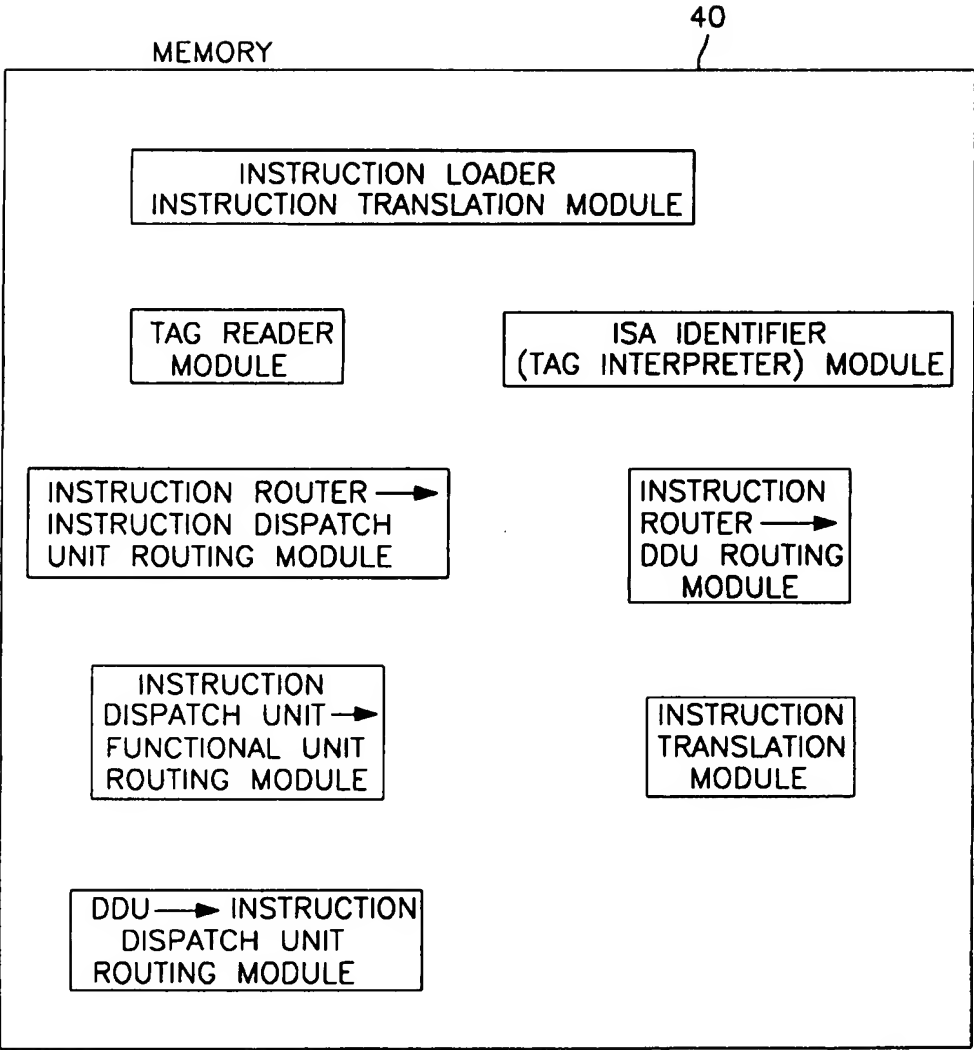 40
MEMORY
INSTRUCTION LOADER
INSTRUCTION TRANSLATION MODULE
TAG READER
MODULE
ISA IDENTIFIER
(TAG INTERPRETER) MODULE
INSTRUCTION ROUTER →
INSTRUCTION DISPATCH
UNIT ROUTING MODULE
INSTRUCTION
ROUTER →
DDU ROUTING
MODULE
INSTRUCTION
DISPATCH UNIT →
FUNCTIONAL UNIT
ROUTING MODULE
INSTRUCTION
TRANSLATION
MODULE
DDU → INSTRUCTION
DISPATCH UNIT
ROUTING MODULE